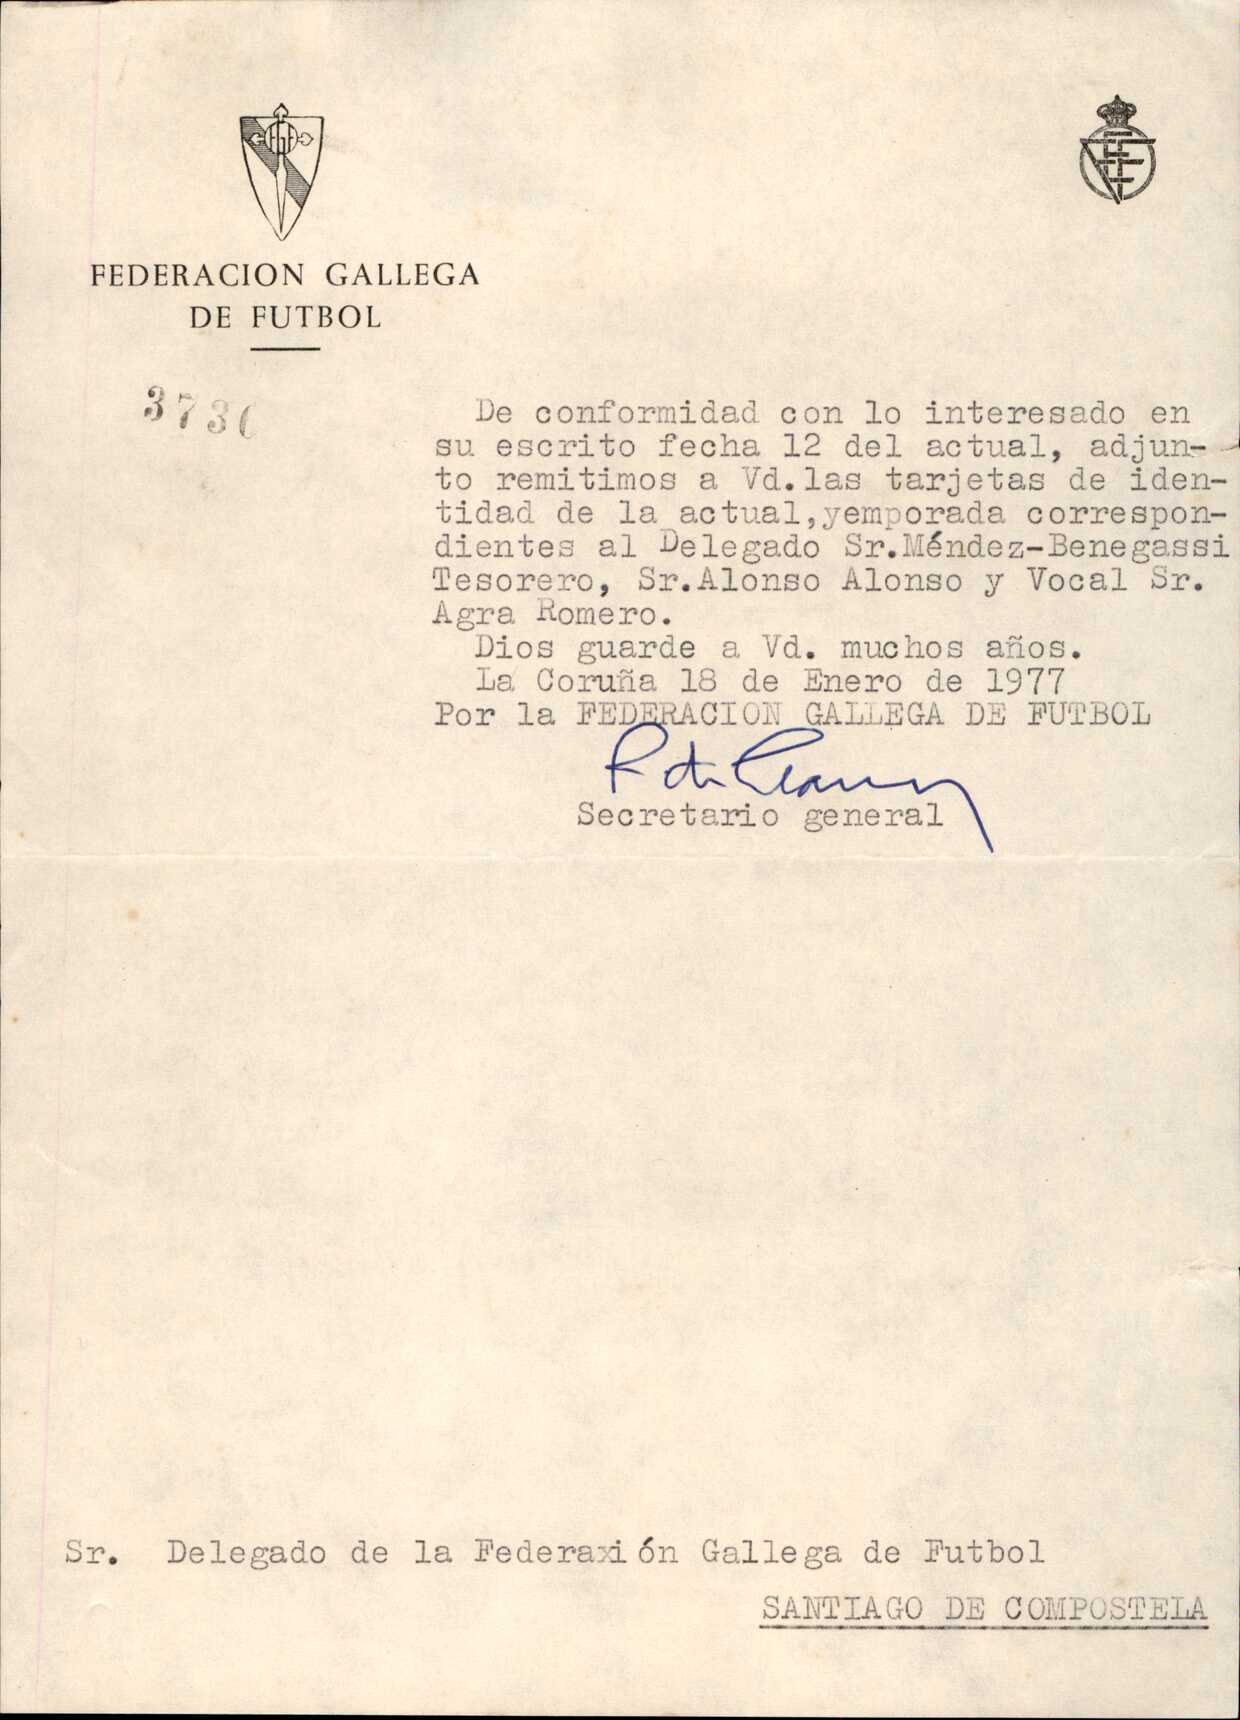 FEDERACION GALLEGA
DE FUTBOL
De conformidad con lo interesado en
su escrito fecha 12 del actual, adjun-
to remitimos a Vd.las tarjetas de iden-
tidad de la actual,yemporada correspon-
dientes al Delegado Sr.Méndez-Benegassi
Tesorero, Sr.Alonso Alonso y Vocal Sr.
Agra Romero.
Dios guarde a Vd. muchos años.
La Coruña 18 de Enero de 1977
Por la FEDERACION GALLEGA DE FUTBOL
Secretario general
Sr. Delegado de la Federaxión Gallega de Futbol
SANTIAGO DE COMPOSTELA